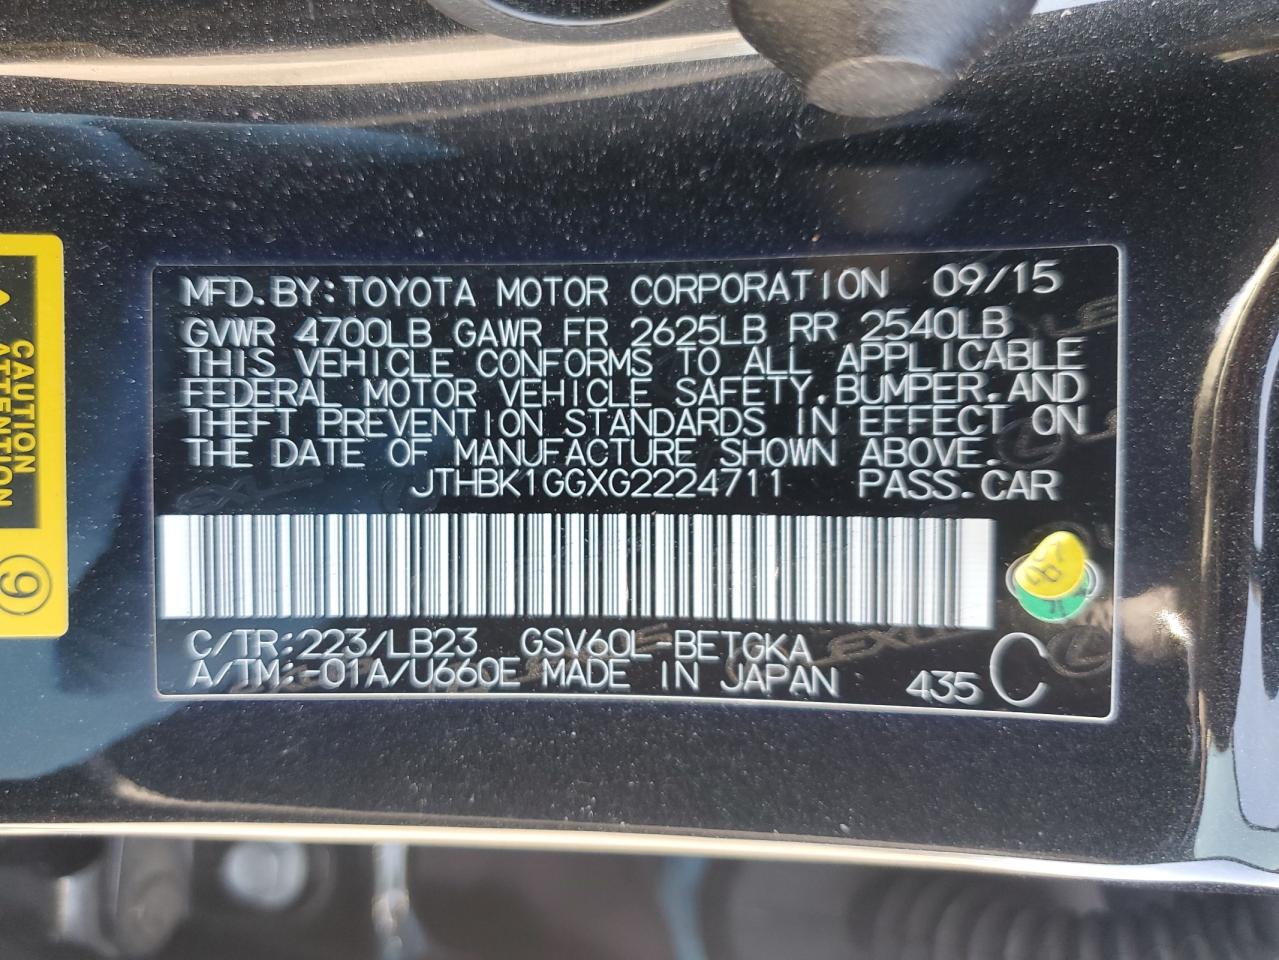 MFD.BY:TOYOTA MOTOR CORPORATION 09/15
GVWR 4700LB GAWR FR 2625LB RR 2540LB
THIS VEHICLE CONFORMS TO ALL APPLICABLE
FEDERAL MOTOR VEHICLE SAFETY,BUMPER,AND
THEFT PREVENTION STANDARDS IN EFFECT ON
THE DATE OF MANUFACTURE SHOWN ABOVE.
JTHBK1GGXG2224711 PASS.CAR
C/TR:223/LB23 GSV60L-BETGKA
A/TM:-01A/U660E MADE IN JAPAN 435 C
CAUTION
ATTENTION
9